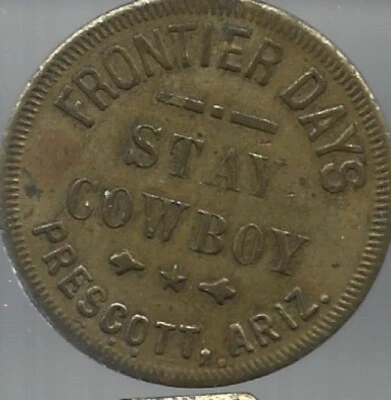 FRONTIER DAYS
STAY
COWBOY
PRESCOTT, ARIZ.